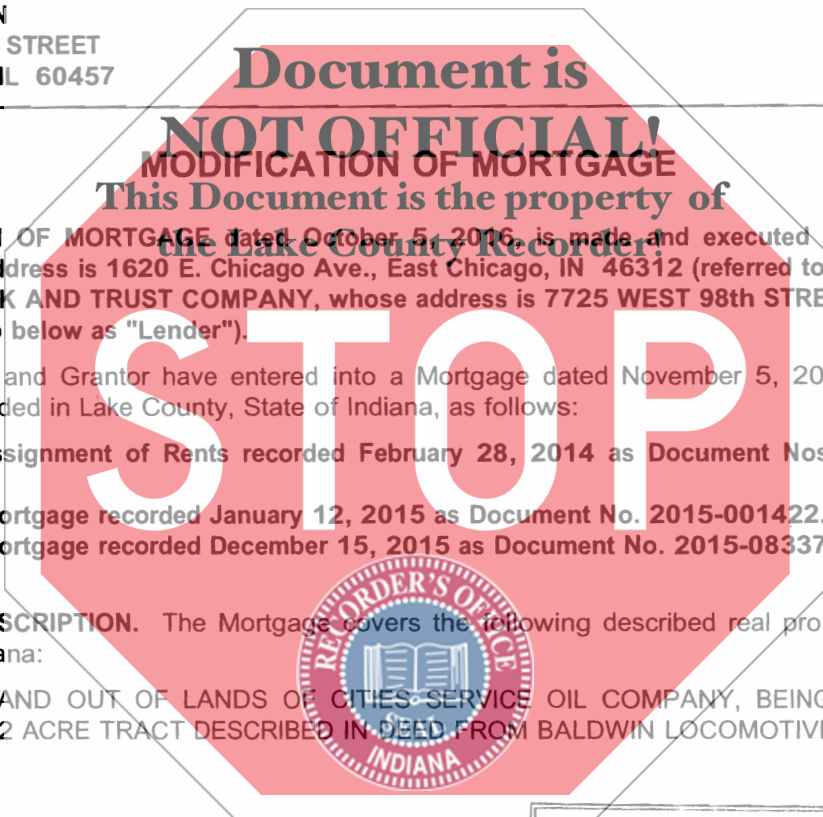 N
STREET
IL 60457
Document is
NOT OFFICIAL!
MODIFICATION OF MORTGAGE
This Document is the property of
the Lake County Recorder!
OF MORTGAGE dated October 5, 2016, is made and executed
dress is 1620 E. Chicago Ave., East Chicago, IN 46312 (referred to
K AND TRUST COMPANY, whose address is 7725 WEST 98th STRE
below as "Lender").
and Grantor have entered into a Mortgage dated November 5, 20
ded in Lake County, State of Indiana, as follows:
ssignment of Rents recorded February 28, 2014 as Document Nos
STOP
ortgage recorded January 12, 2015 as Document No. 2015-001422.
ortgage recorded December 15, 2015 as Document No. 2015-08337
SCRIPTION. The Mortgage covers the following described real pro
ana:
AND OUT OF LANDS OF CITIES SERVICE OIL COMPANY, BEING
2 ACRE TRACT DESCRIBED IN DEED FROM BALDWIN LOCOMOTIVE
RECORDER'S OFFICE
SEAL
INDIANA